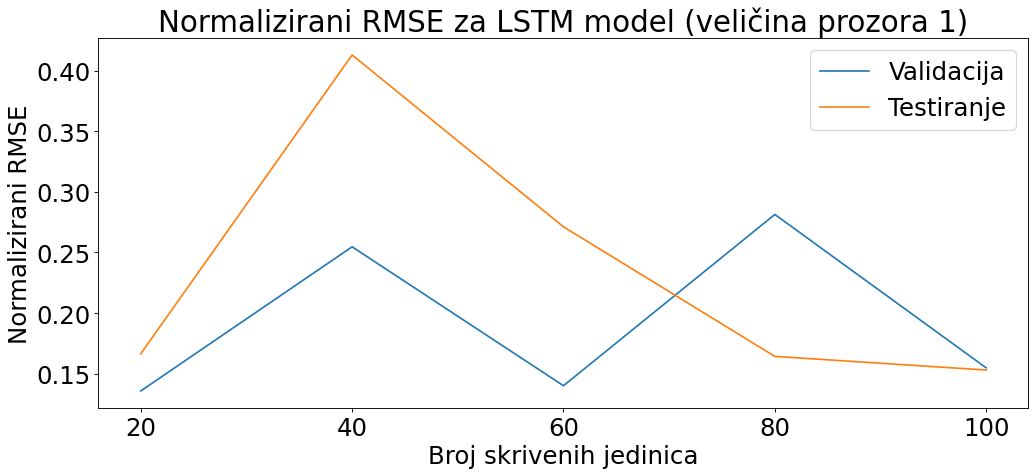 Normalizirani RMSE za LSTM model (veličina prozora 1)
Validacija
Testiranje
Normalizirani RMSE
0.40
0.35
0.30
0.25
0.20
0.15
20 40 60 80 100
Broj skrivenih jedinica